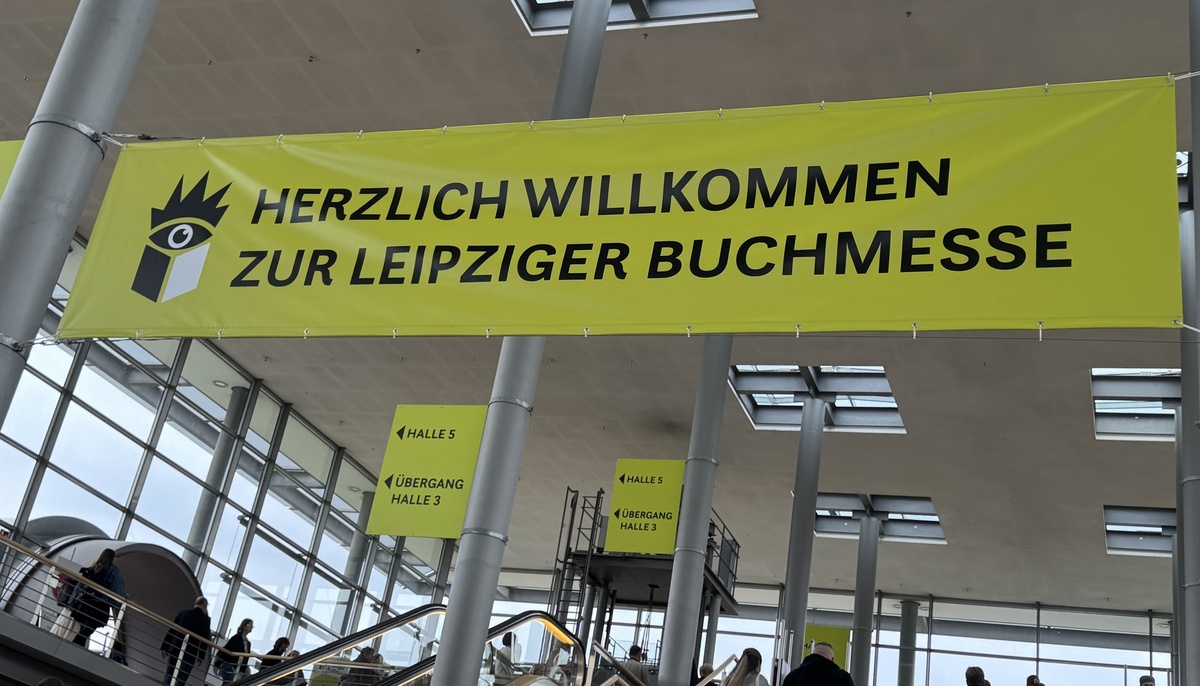 HERZLICH WILLKOMMEN
ZUR LEIPZIGER BUCHMESSE
HALLE 5
ÜBERGANG
HALLE 3
HALLE 5
ÜBERGANG
HALLE 3